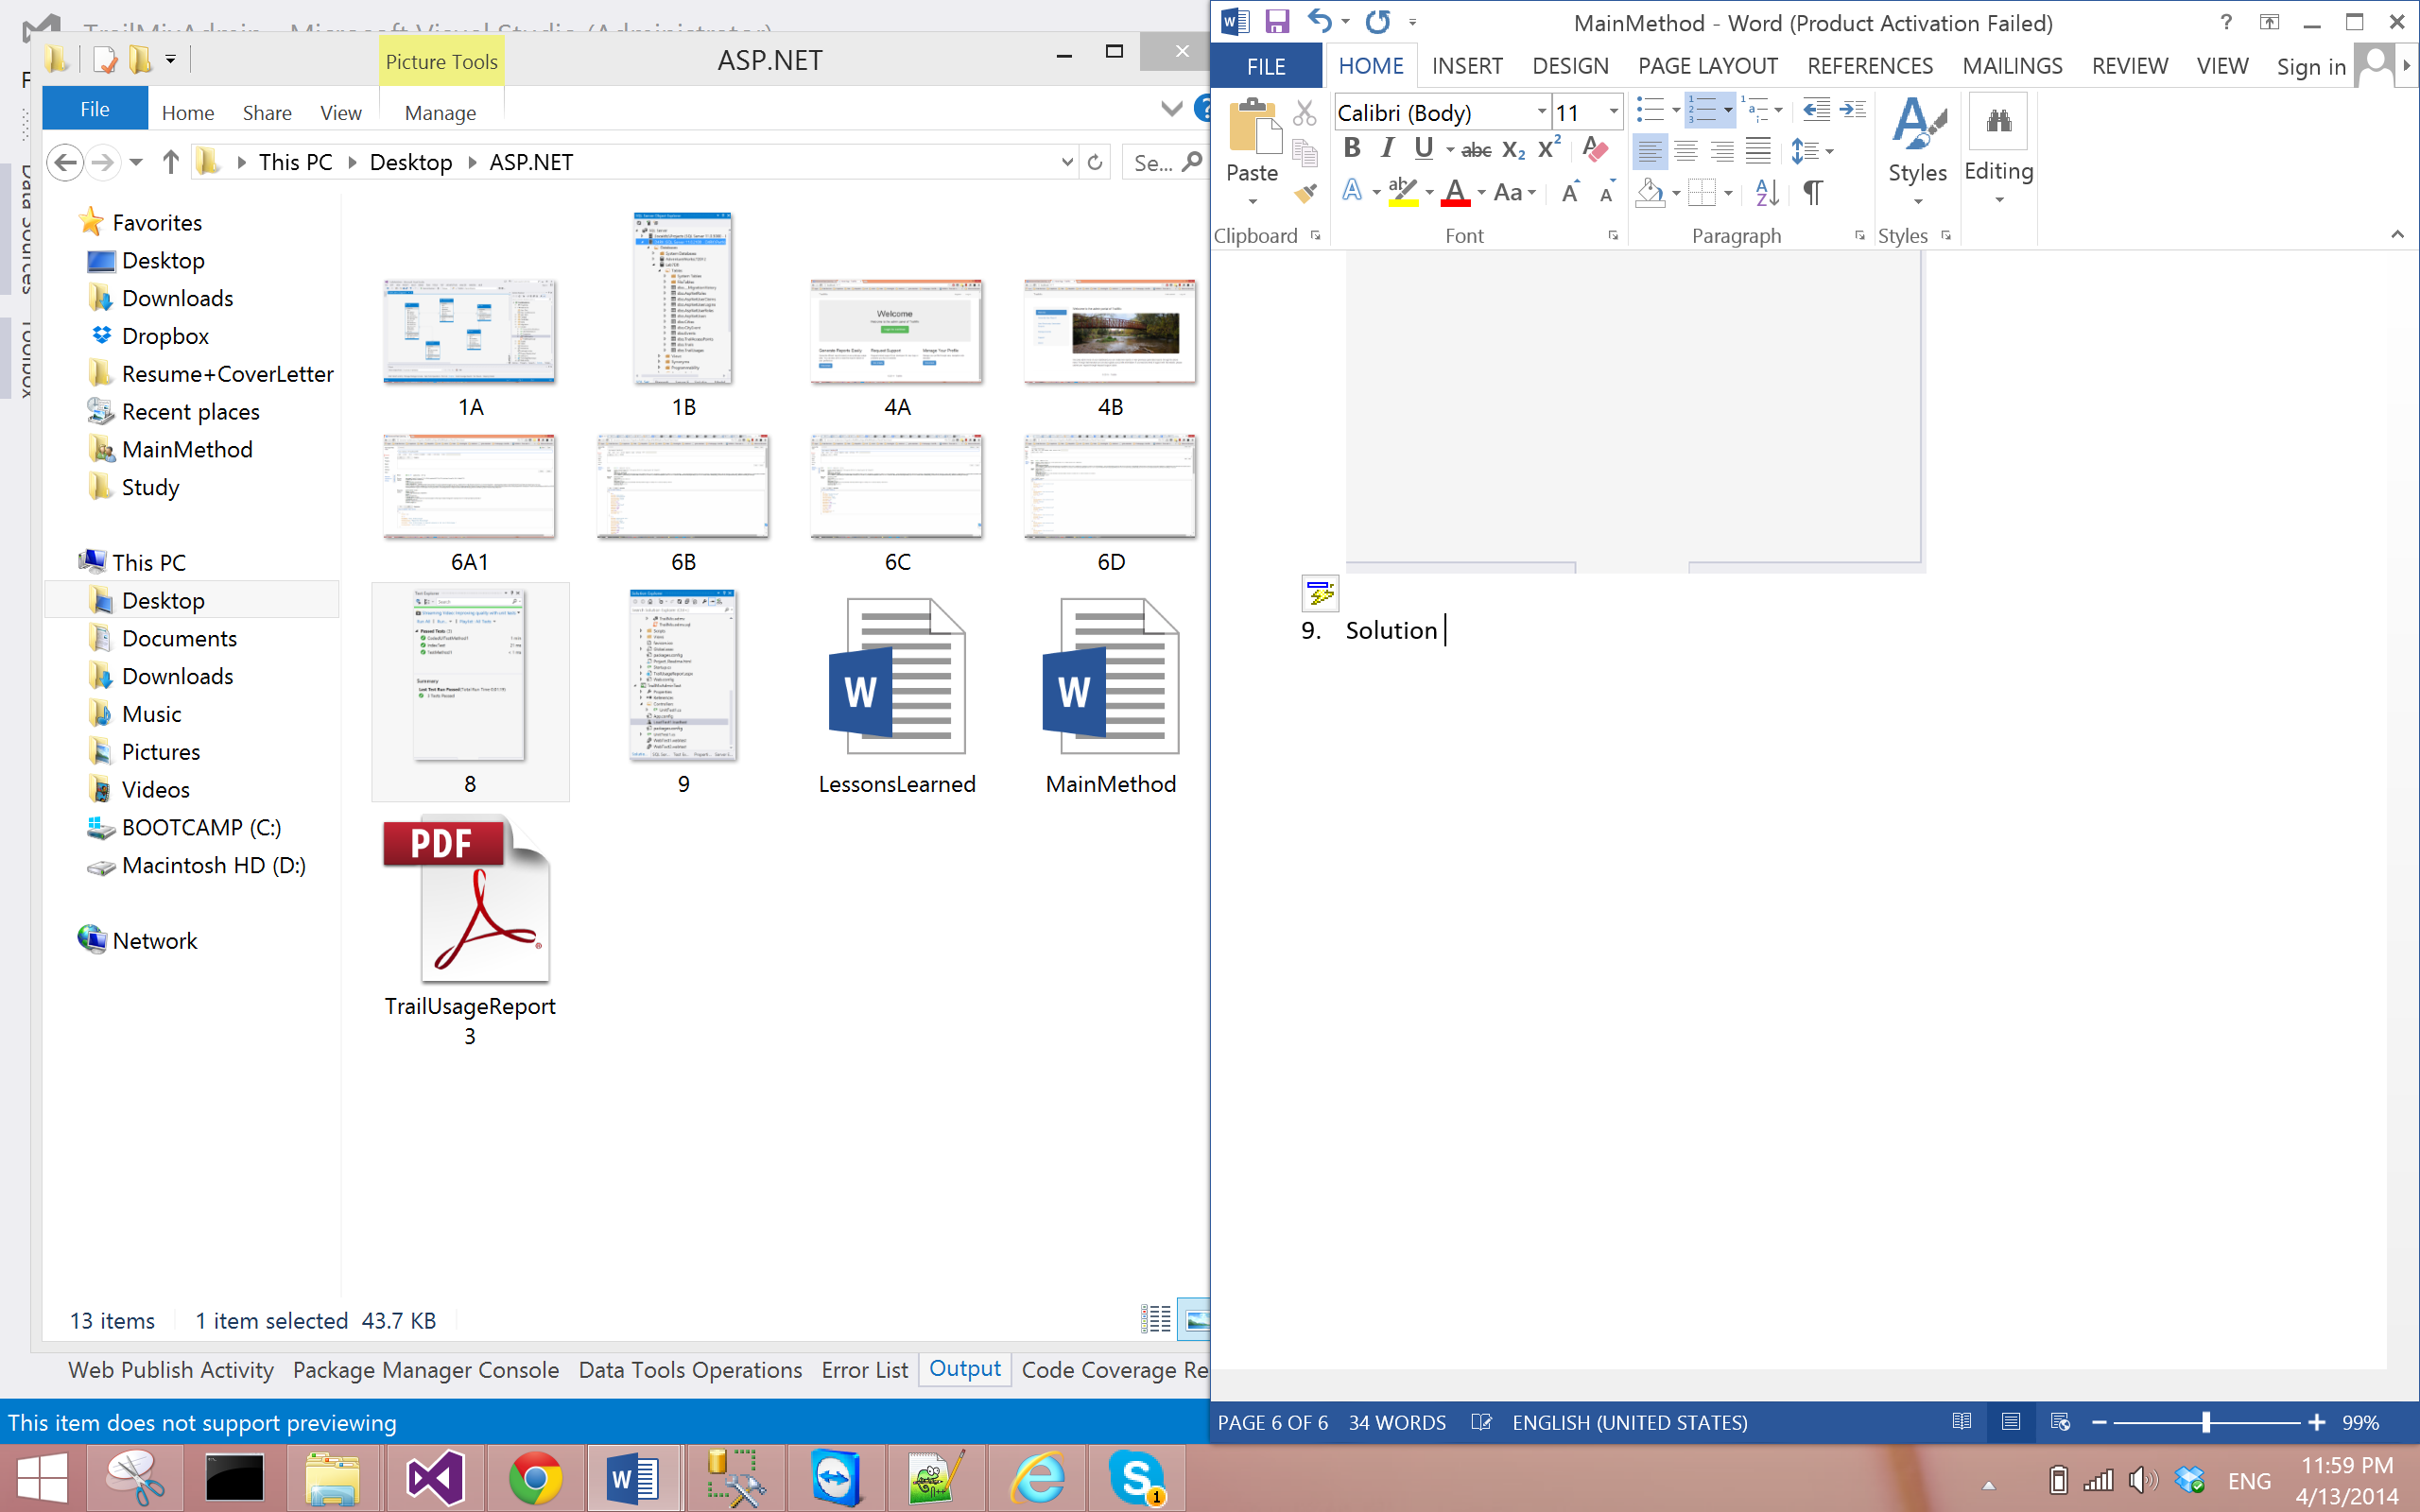 TrailMixAdmin - Microsoft Visual Studio (Administrator)
Data Sources
Toolbox
Picture Tools
ASP.NET
File
Home
Share
View
Manage
This PC
Desktop
ASP.NET
Se...
Favorites
Desktop
Downloads
Dropbox
Resume+CoverLetter
Recent places
MainMethod
Study
This PC
Desktop
Documents
Downloads
Music
Pictures
Videos
BOOTCAMP (C:)
Macintosh HD (D:)
Network
Welcome
1A
1B
4A
4B
6A1
6B
6C
6D
8
9
LessonsLearned
MainMethod
PDF
TrailUsageReport
3
13 items
1 item selected 43.7 KB
Web Publish Activity
Package Manager Console
Data Tools Operations
Error List
Output
Code Coverage Re
This item does not support previewing
MainMethod - Word (Product Activation Failed)
FILE
HOME
INSERT
DESIGN
PAGE LAYOUT
REFERENCES
MAILINGS
REVIEW
VIEW
Sign in
Paste
Calibri (Body)
11
Styles
Editing
Clipboard
Font
Paragraph
Styles
9. Solution
PAGE 6 OF 6
34 WORDS
ENGLISH (UNITED STATES)
99%
ENG
11:59 PM
4/13/2014